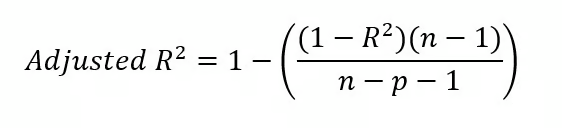 Adjusted R² = 1 − ( (1 − R²)(n − 1) / n − p − 1 )